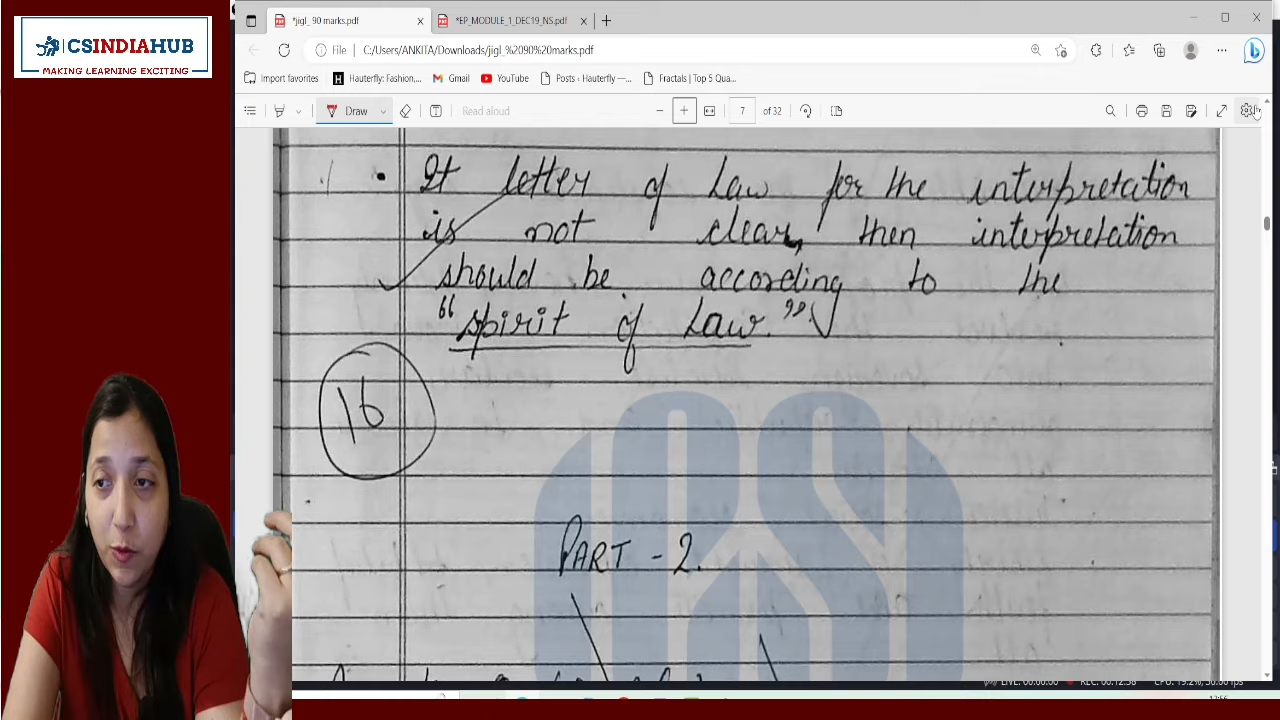 CSINDIAHUB
MAKING LEARNING EXCITING
*jigl_90 marks.pdf
*EP_MODULE_1_DEC19_NS.pdf
File
C:/Users/ANKITA/Downloads/jigl_%2090%20marks.pdf
Import favorites
Hauterfly: Fashion,...
Gmail
YouTube
Posts ‹ Hauterfly —...
Fractals | Top 5 Qua...
Draw
Read aloud
7
of 32
• If letter of Law for the interpretation
is not clear, then interpretation
should be according to the
"spirit of Law."
16
PART - 2.